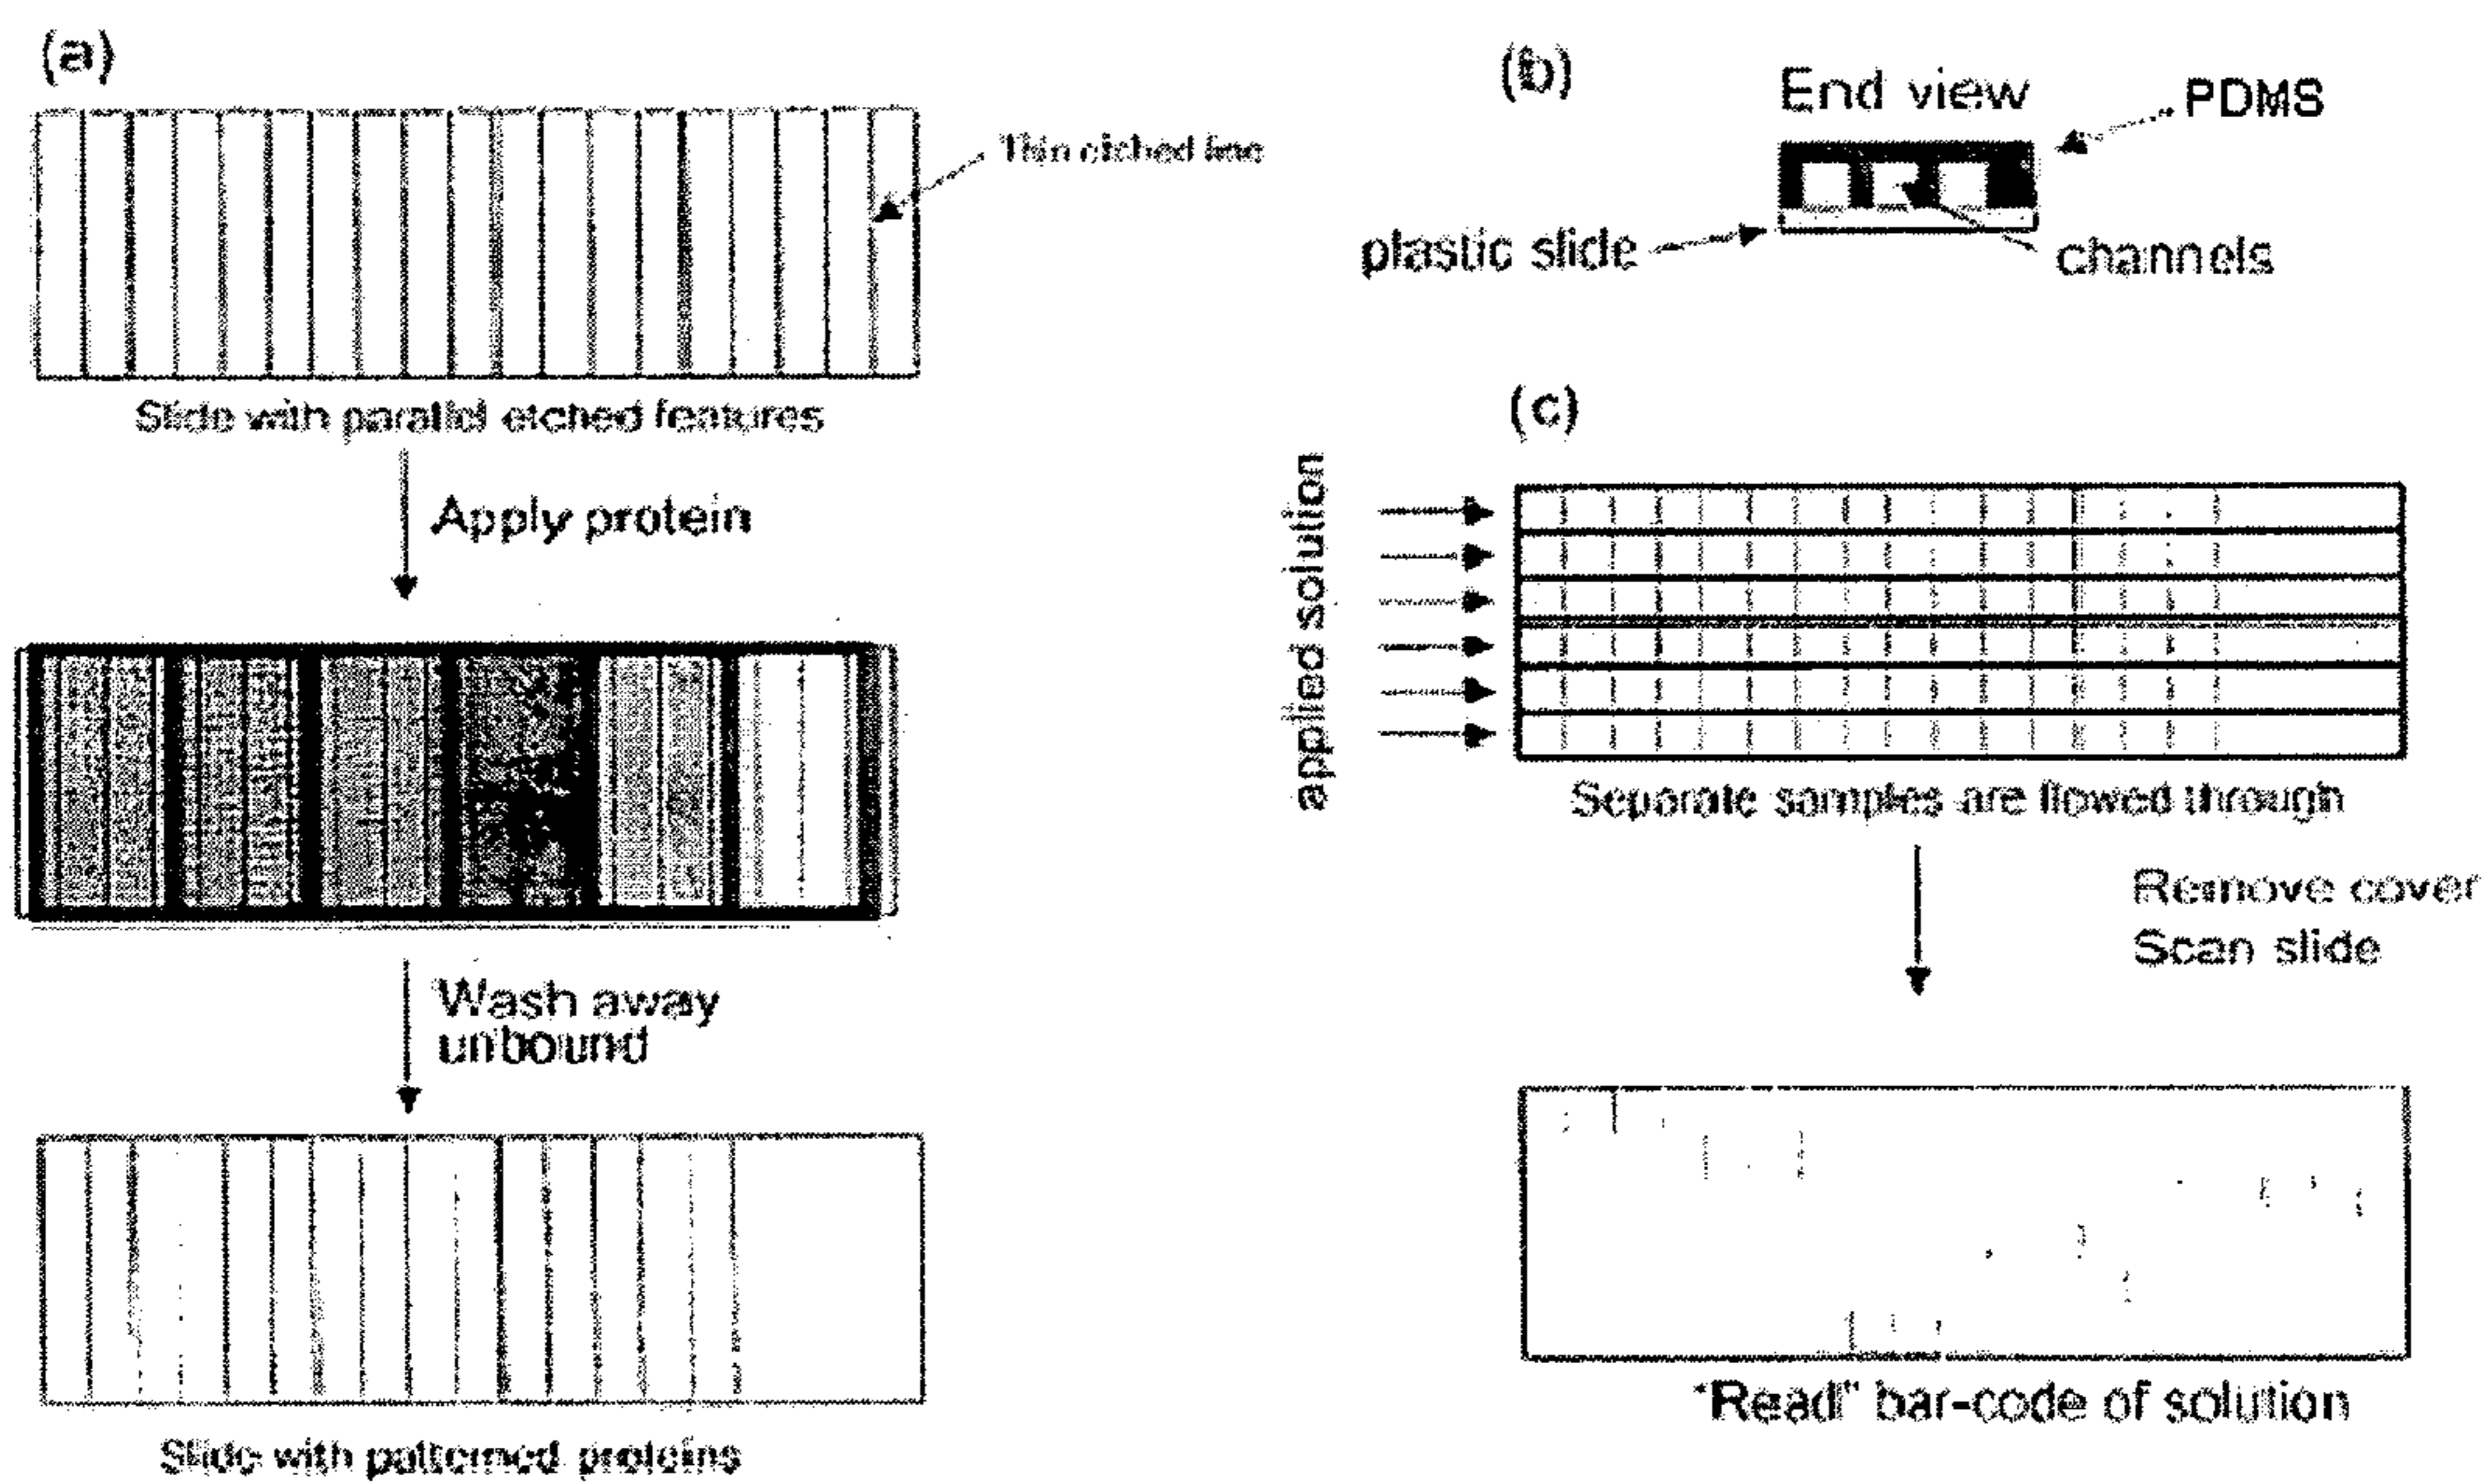 (a)
Thin etched line
Slide with parallel etched features
Apply protein
Wash away
unbound
Slide with patterned proteins
(b)
End view
PDMS
plastic slide
channels
(c)
applied solution
Separate samples are flowed through
Remove cover
Scan slide
"Read" bar-code of solution